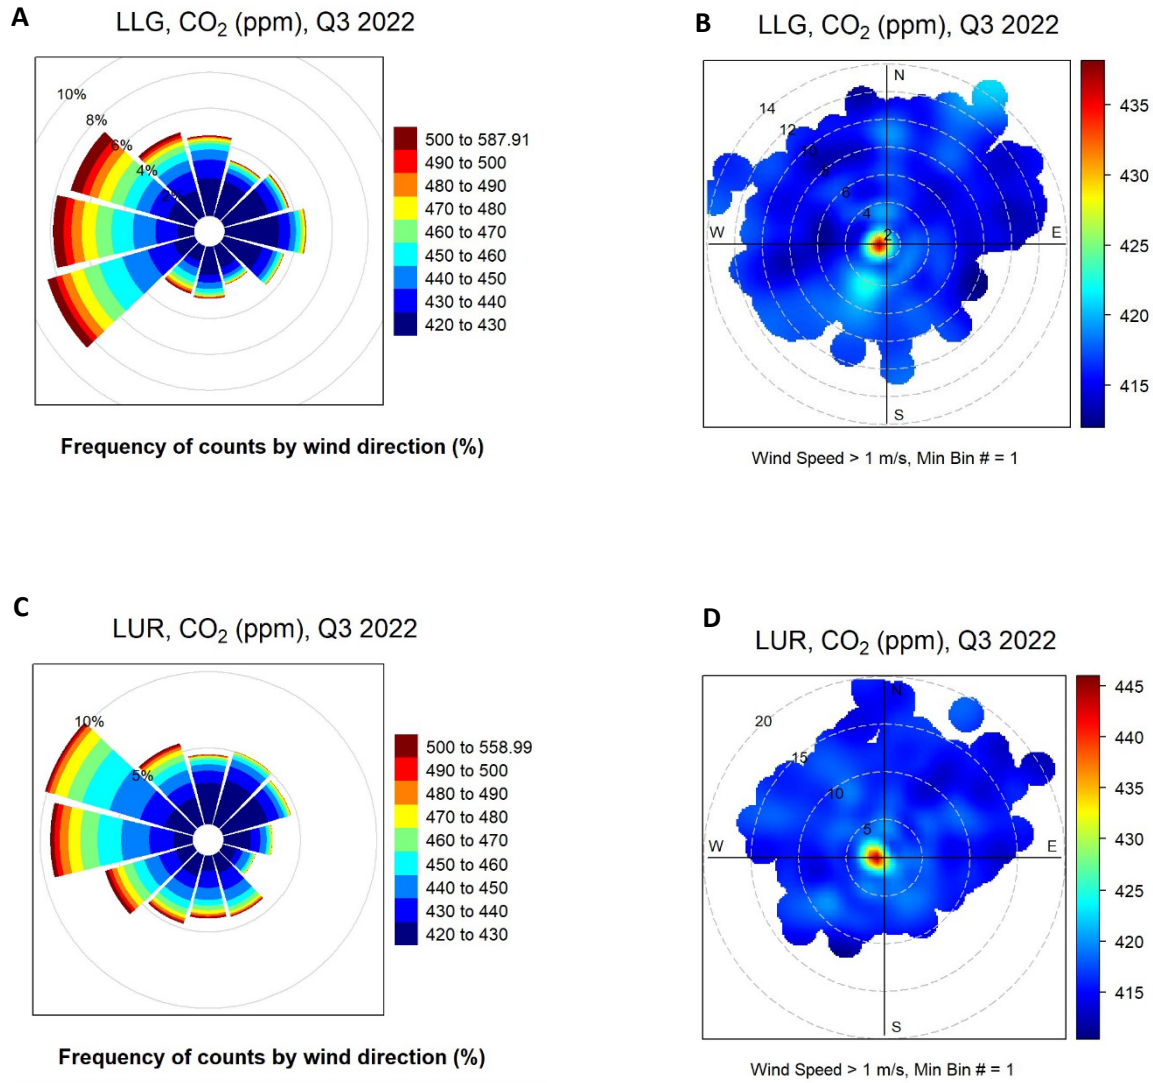 A
LLG, CO2 (ppm), Q3 2022
10%
8%
6%
4%
2%
500 to 587.91
490 to 500
480 to 490
470 to 480
460 to 470
450 to 460
440 to 450
430 to 440
420 to 430
Frequency of counts by wind direction (%)
B
LLG, CO2 (ppm), Q3 2022
N
14
12
10
8
6
4
2
W
E
S
435
430
425
420
415
Wind Speed > 1 m/s, Min Bin # = 1
C
LUR, CO2 (ppm), Q3 2022
10%
5%
500 to 558.99
490 to 500
480 to 490
470 to 480
460 to 470
450 to 460
440 to 450
430 to 440
420 to 430
Frequency of counts by wind direction (%)
D
LUR, CO2 (ppm), Q3 2022
N
20
15
10
5
W
E
S
445
440
435
430
425
420
415
Wind Speed > 1 m/s, Min Bin # = 1